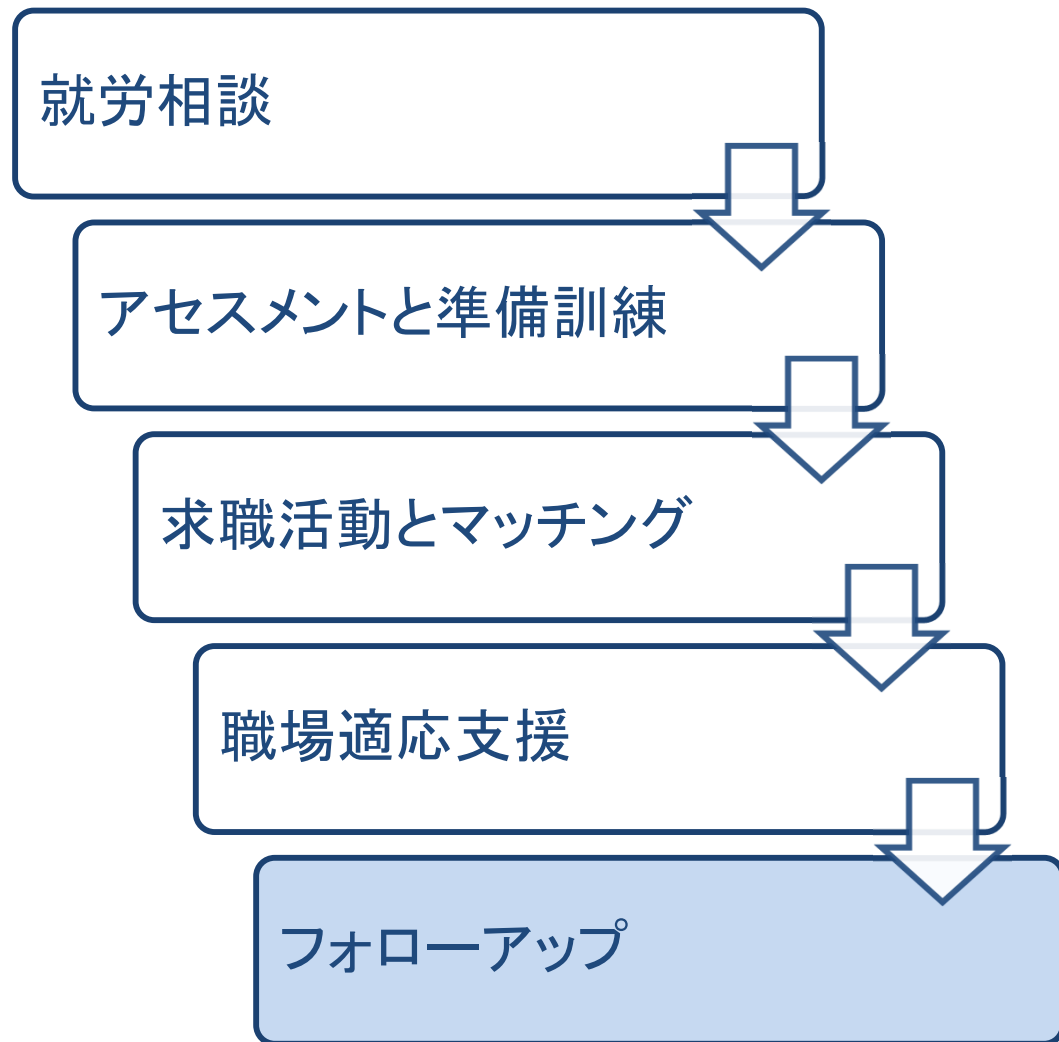 就労相談
アセスメントと準備訓練
求職活動とマッチング
職場適応支援
フォローアップ